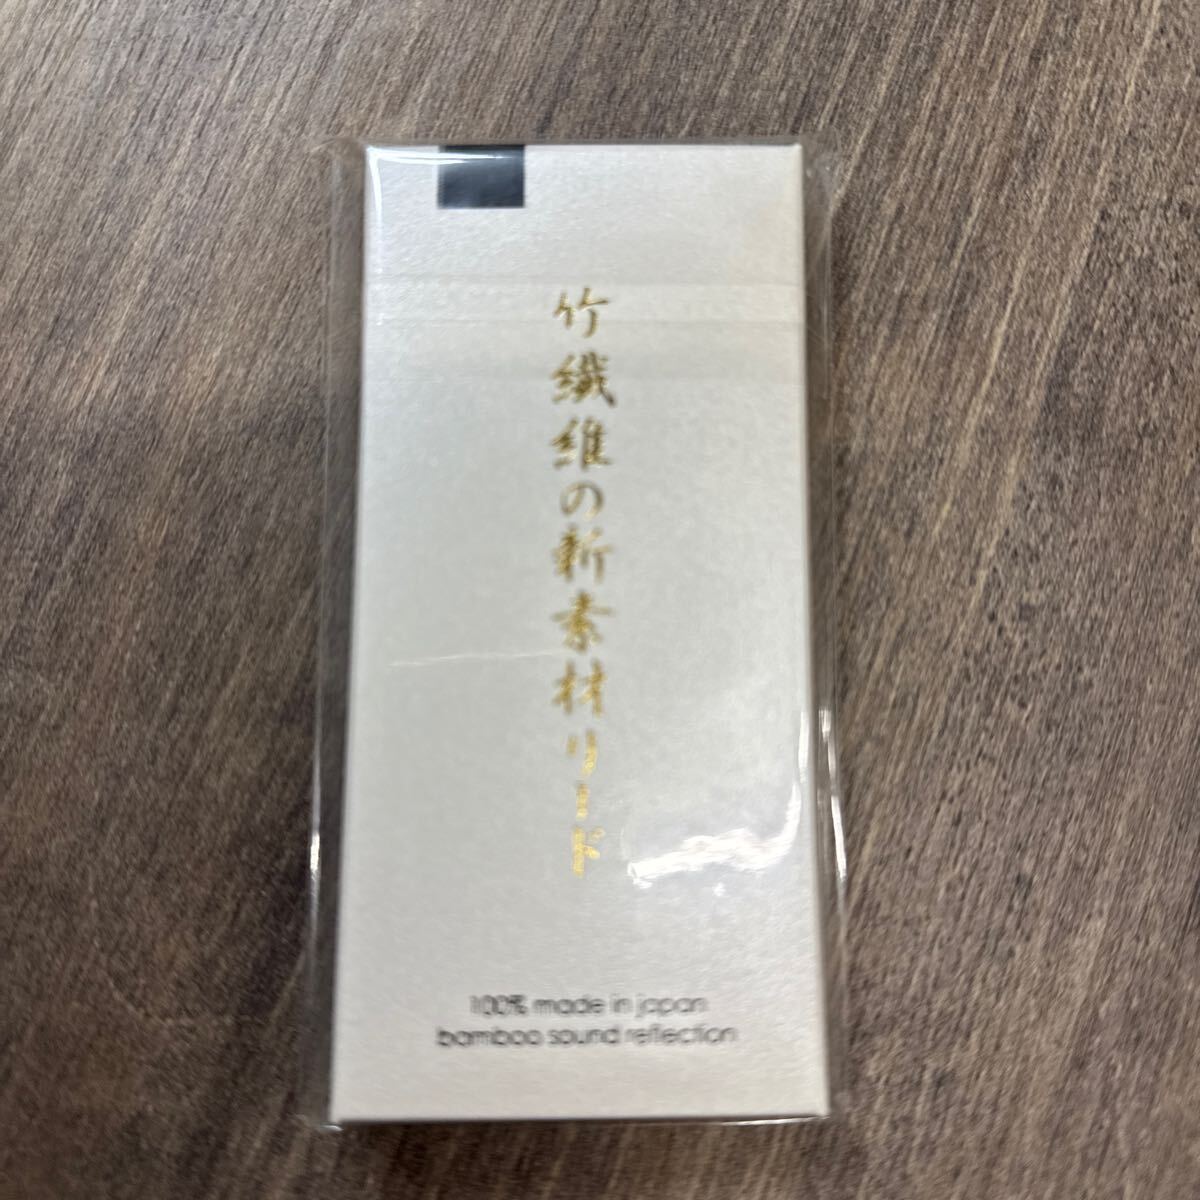 竹繊維の新素材リード
100% made in japan
bamboo sound reflection